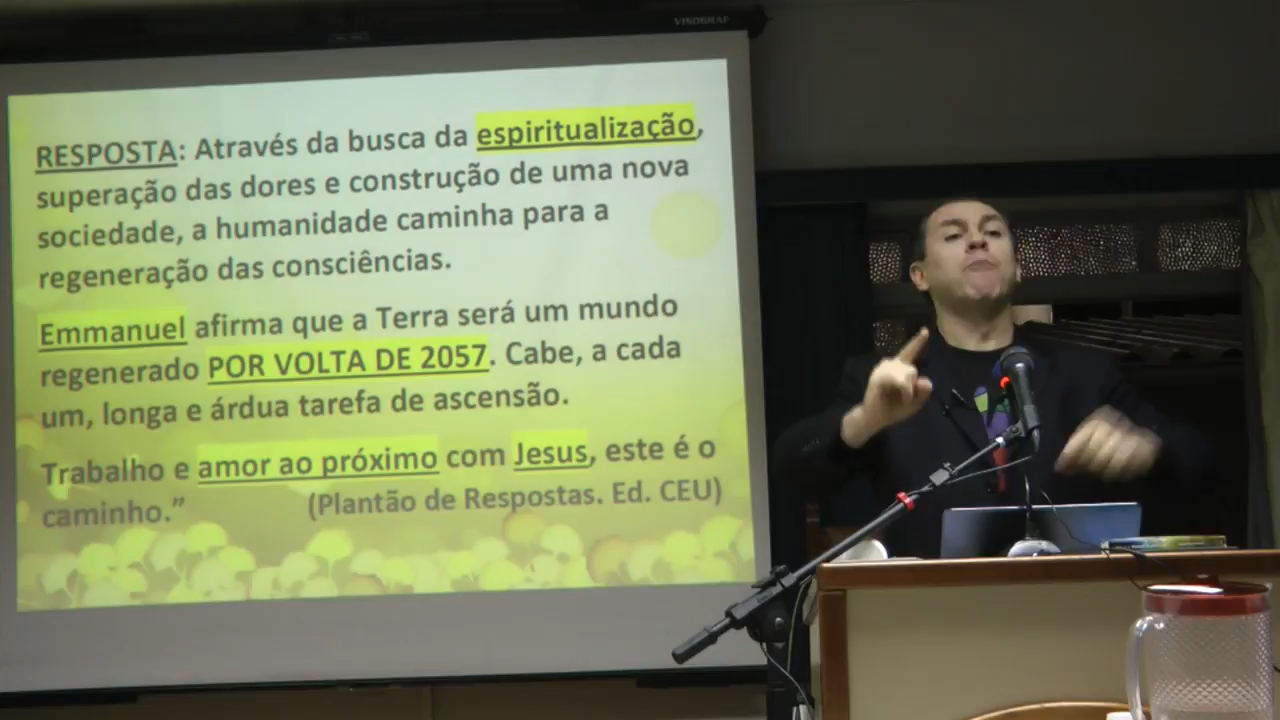 VISOGRAF
RESPOSTA: Através da busca da espiritualização,
superação das dores e construção de uma nova
sociedade, a humanidade caminha para a
regeneração das consciências.
Emmanuel afirma que a Terra será um mundo
regenerado POR VOLTA DE 2057. Cabe, a cada
um, longa e árdua tarefa de ascensão.
Trabalho e amor ao próximo com Jesus, este é o
caminho.” (Plantão de Respostas. Ed. CEU)